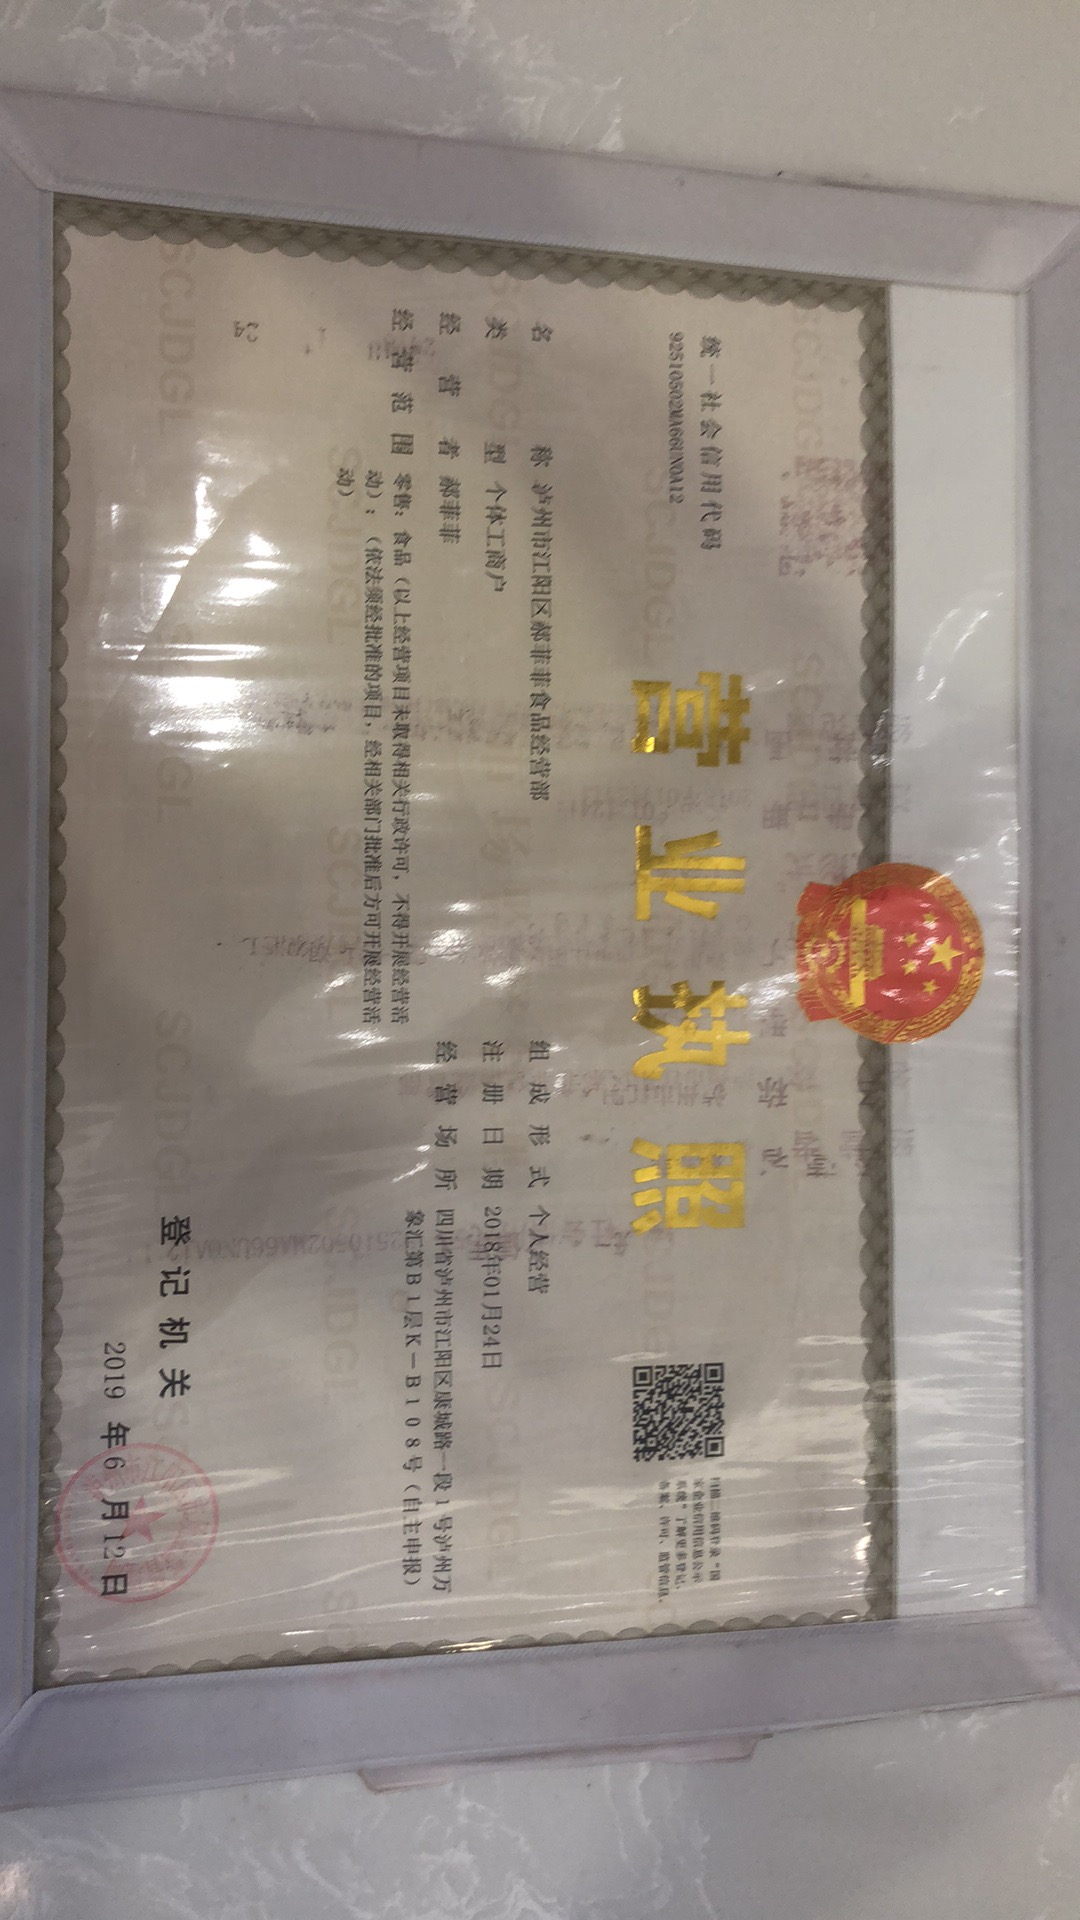 营业执照
统一社会信用代码
92510502MA66UN0A12
扫描二维码登录“国
家企业信用信息公示
系统”了解更多登记、
备案、许可、监管信息。
名 称 泸州市江阳区郝菲菲食品经营部
类 型 个体工商户
经 营 者 郝菲菲
经 营 范 围 零售：食品（以上经营项目未取得相关行政许可，不得开展经营活
动）；（依法须经批准的项目，经相关部门批准后方可开展经营活
动）
组 成 形 式 个人经营
注 册 日 期 2018年01月24日
经 营 场 所 四川省泸州市江阳区康城路一段1号泸州万
象汇第B1层K－B108号（自主申报）
登 记 机 关
2019 年 6 月 12 日
SCJDGL